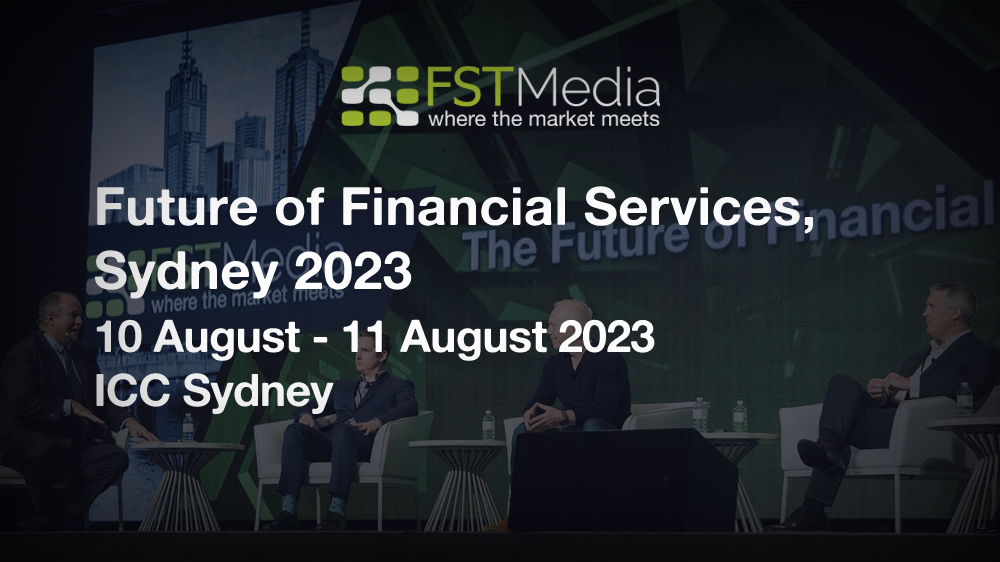 FSTMedia
where the market meets
Future of Financial Services,
Sydney 2023
10 August - 11 August 2023
ICC Sydney
The Future of Financial
FSTMedia
where the market meets